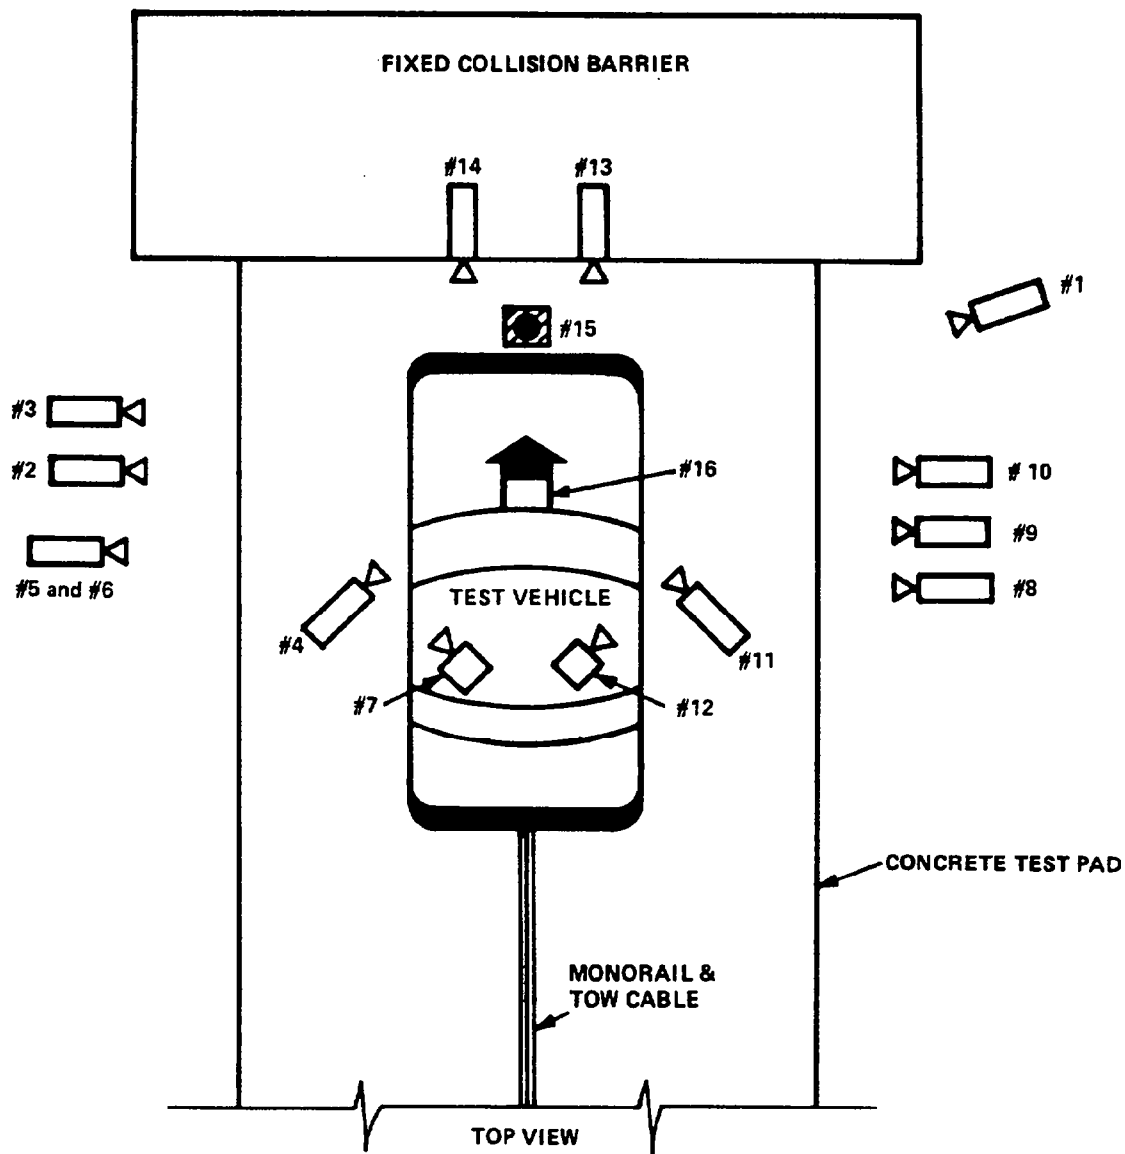 FIXED COLLISION BARRIER
#14
#13
#1
#15
#3
#2
#16
# 10
#9
#5 and #6
#8
TEST VEHICLE
#4
#11
#7
#12
CONCRETE TEST PAD
MONORAIL &
TOW CABLE
TOP VIEW